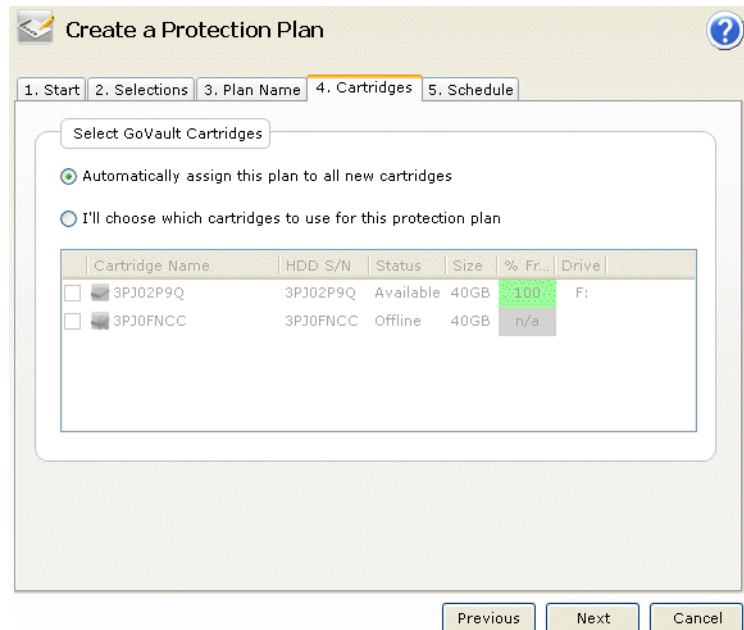 Create a Protection Plan
?
1. Start 2. Selections 3. Plan Name 4. Cartridges 5. Schedule
Select GoVault Cartridges
Automatically assign this plan to all new cartridges
I'll choose which cartridges to use for this protection plan
Cartridge Name HDD S/N Status Size % Fr... Drive
3PJ02P9Q 3PJ02P9Q Available 40GB 100 F:
3PJ0FNCC 3PJ0FNCC Offline 40GB n/a
Previous Next Cancel